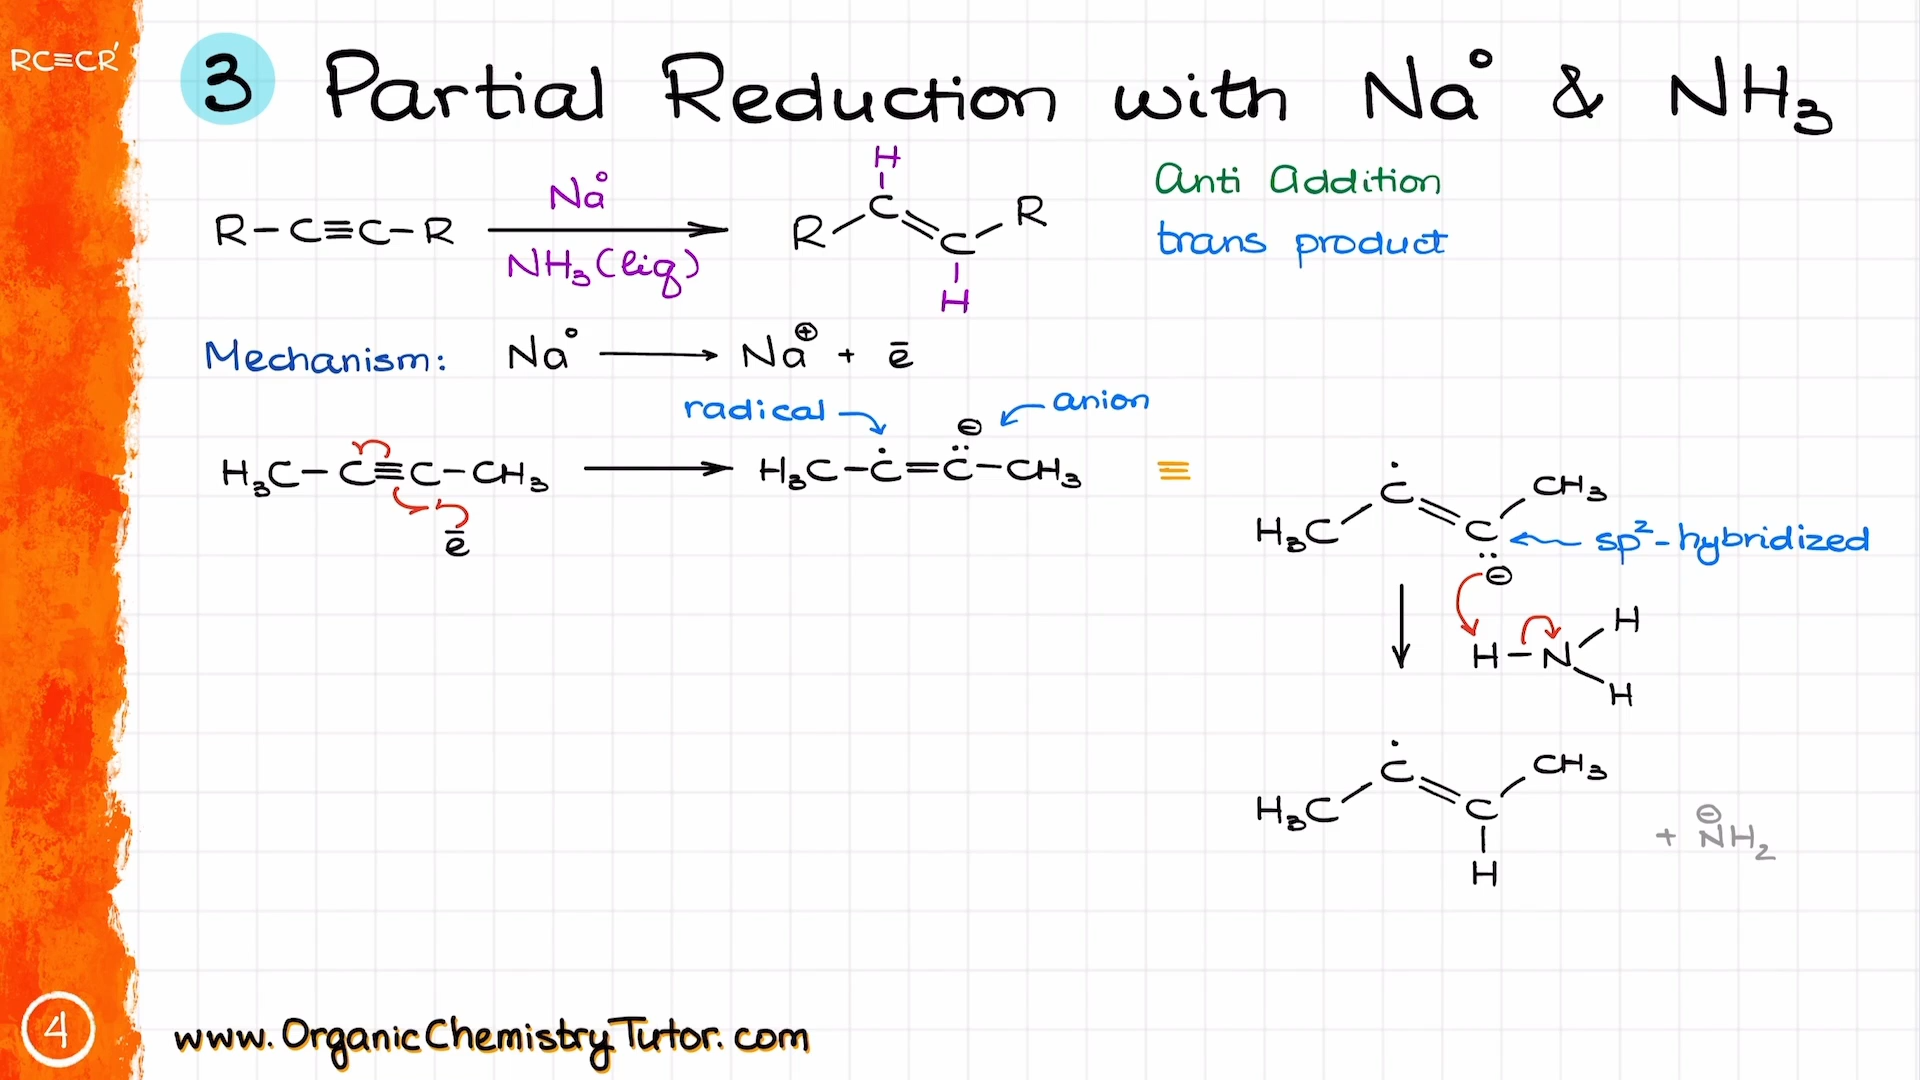 RC≡CR'
3 Partial Reduction with Na° & NH₃
R-C≡C-R
Na°
NH₃(liq)
H
R C=C R
H
Anti Addition
trans product
Mechanism: Na° → Na⊕ + ē
radical
anion
H₃C-C≡C-CH₃
ē
H₃C-Ċ=C̈⊖-CH₃
≡
H₃C Ċ=C CH₃
⊖
sp²-hybridized
H-N H
H
H₃C Ċ=C CH₃
H
+ ⊖NH₂
4
www.OrganicChemistryTutor.com